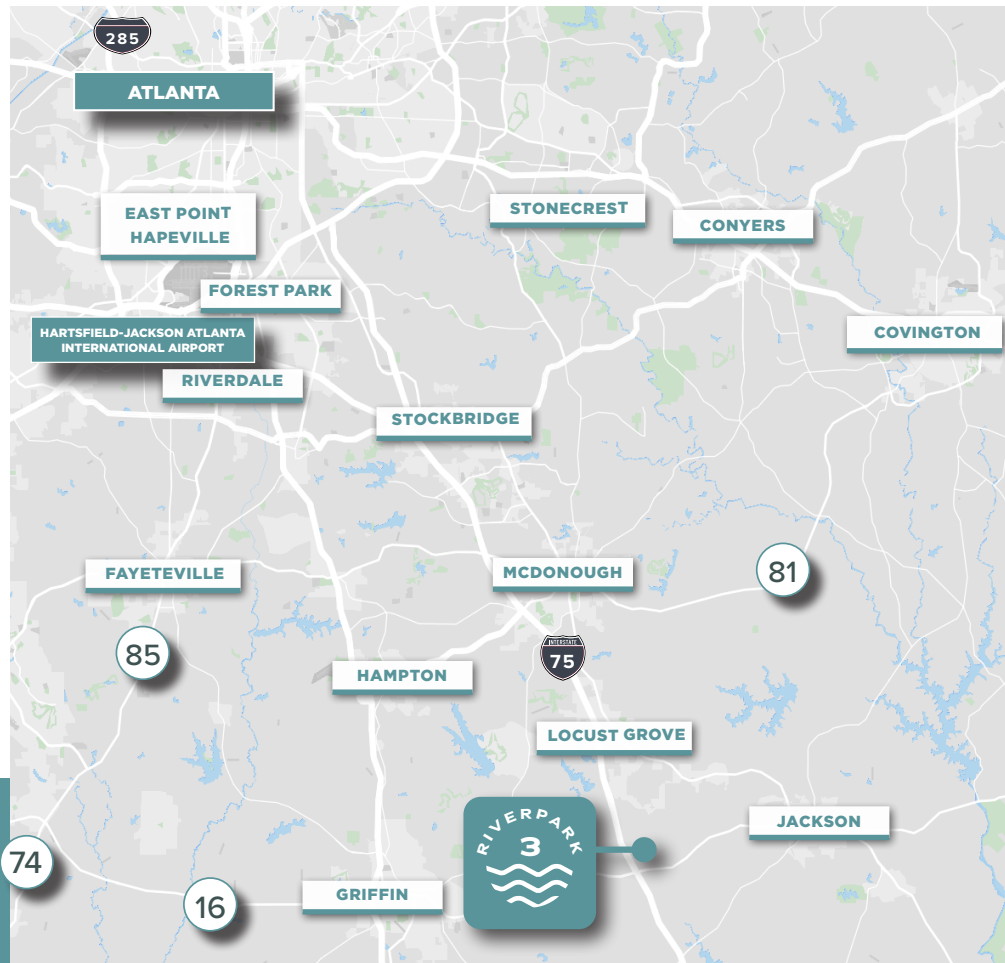 285
ATLANTA
EAST POINT
HAPEVILLE
STONECREST
CONYERS
FOREST PARK
HARTSFIELD-JACKSON ATLANTA
INTERNATIONAL AIRPORT
COVINGTON
RIVERDALE
STOCKBRIDGE
FAYETEVILLE
MCDONOUGH
81
85
INTERSTATE
75
HAMPTON
LOCUST GROVE
RIVERPARK
3
JACKSON
74
16
GRIFFIN